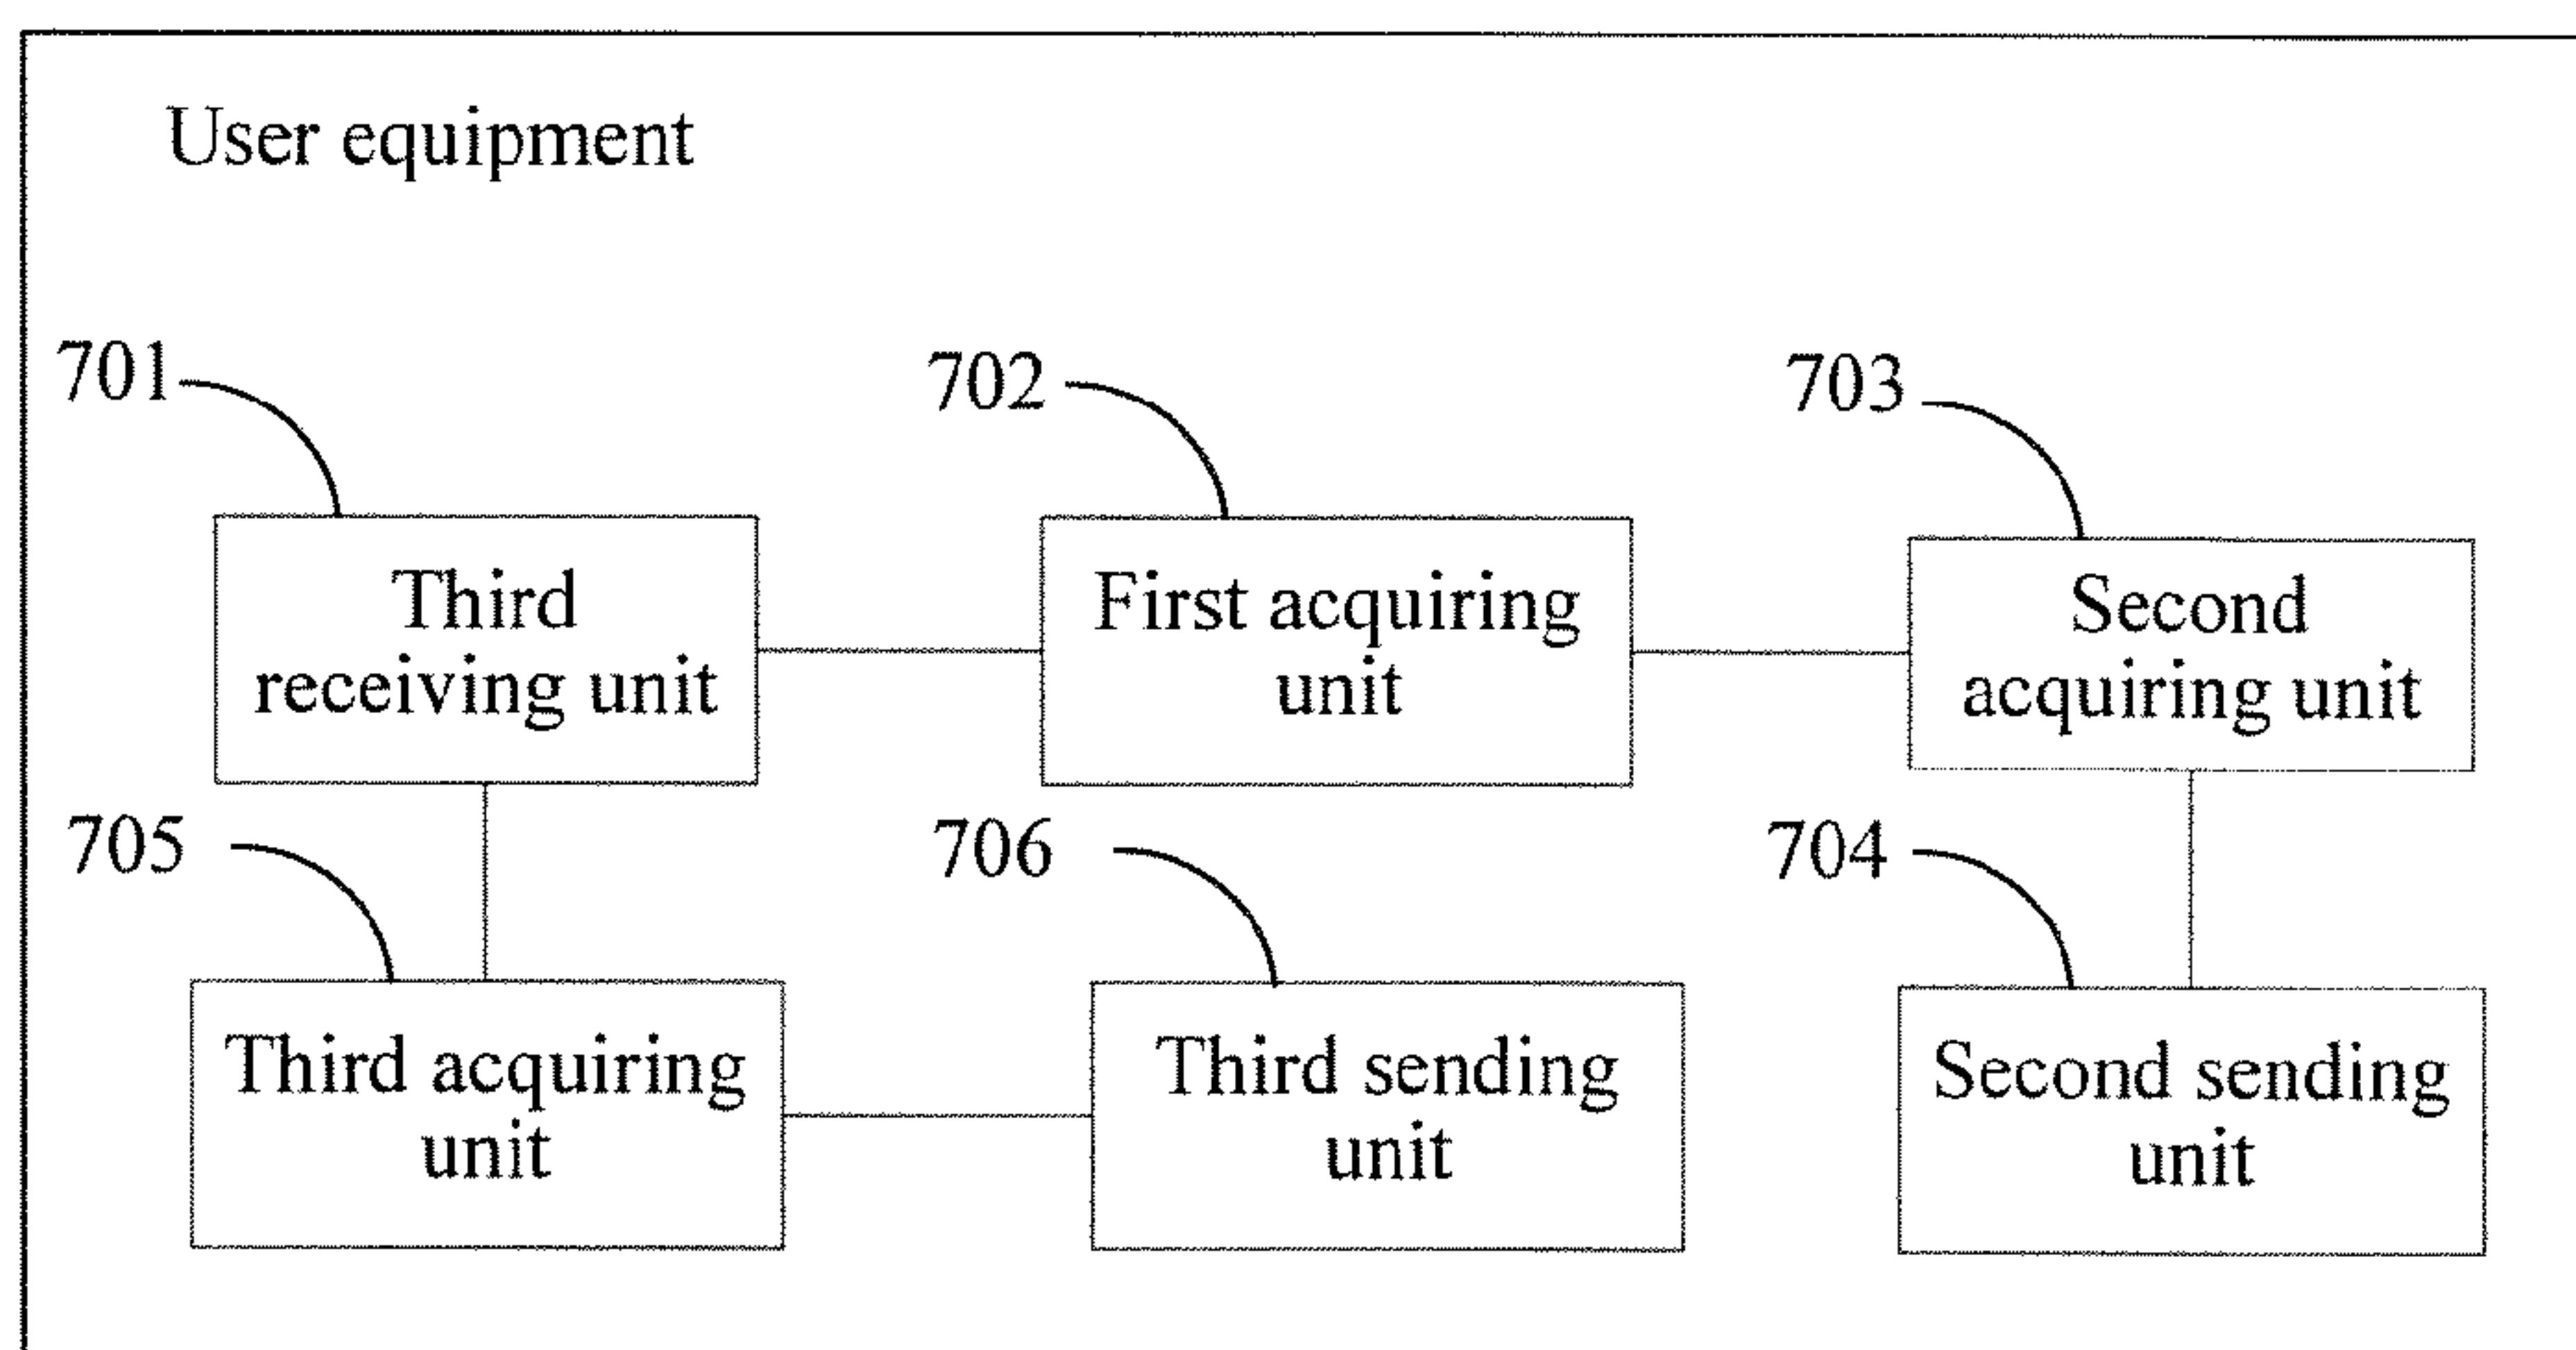 User equipment
701
702
703
Third
receiving unit
First acquiring
unit
Second
acquiring unit
705
706
704
Third acquiring
unit
Third sending
unit
Second sending
unit